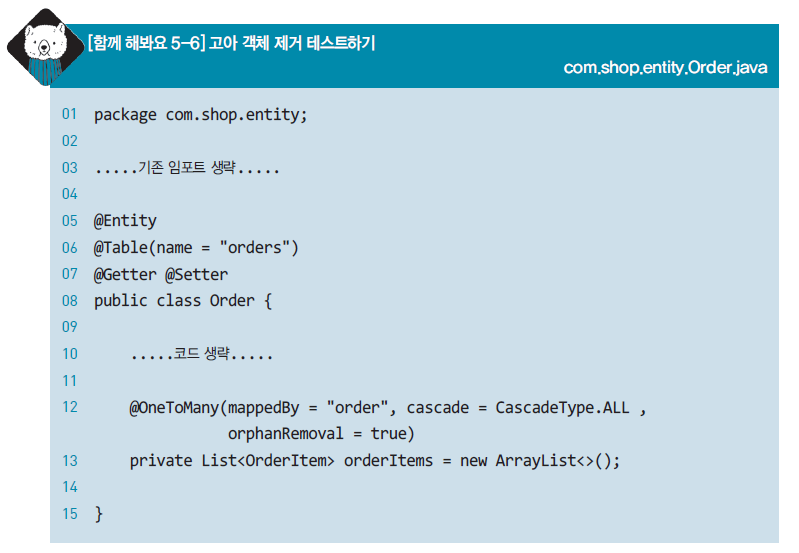 [함께 해봐요 5-6] 고아 객체 제거 테스트하기
com.shop.entity.Order.java
01 package com.shop.entity;
02
03 .....기존 임포트 생략.....
04
05 @Entity
06 @Table(name = "orders")
07 @Getter @Setter
08 public class Order {
09
10 .....코드 생략.....
11
12 @OneToMany(mappedBy = "order", cascade = CascadeType.ALL ,
orphanRemoval = true)
13 private List<OrderItem> orderItems = new ArrayList<>();
14
15 }